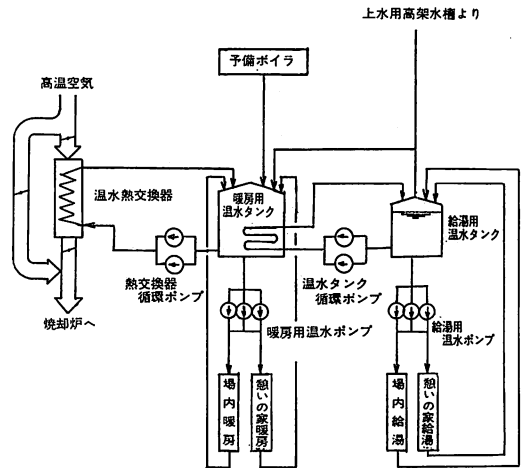 上水用高架水槽より
予備ボイラ
高温空気
温水熱交換器
暖房用
温水タンク
給湯用
温水タンク
熱交換器
循環ポンプ
温水タンク
循環ポンプ
焼却炉へ
暖房用温水ポンプ
給湯用
温水ポンプ
場内暖房
憩いの家暖房
場内給湯
憩いの家給湯